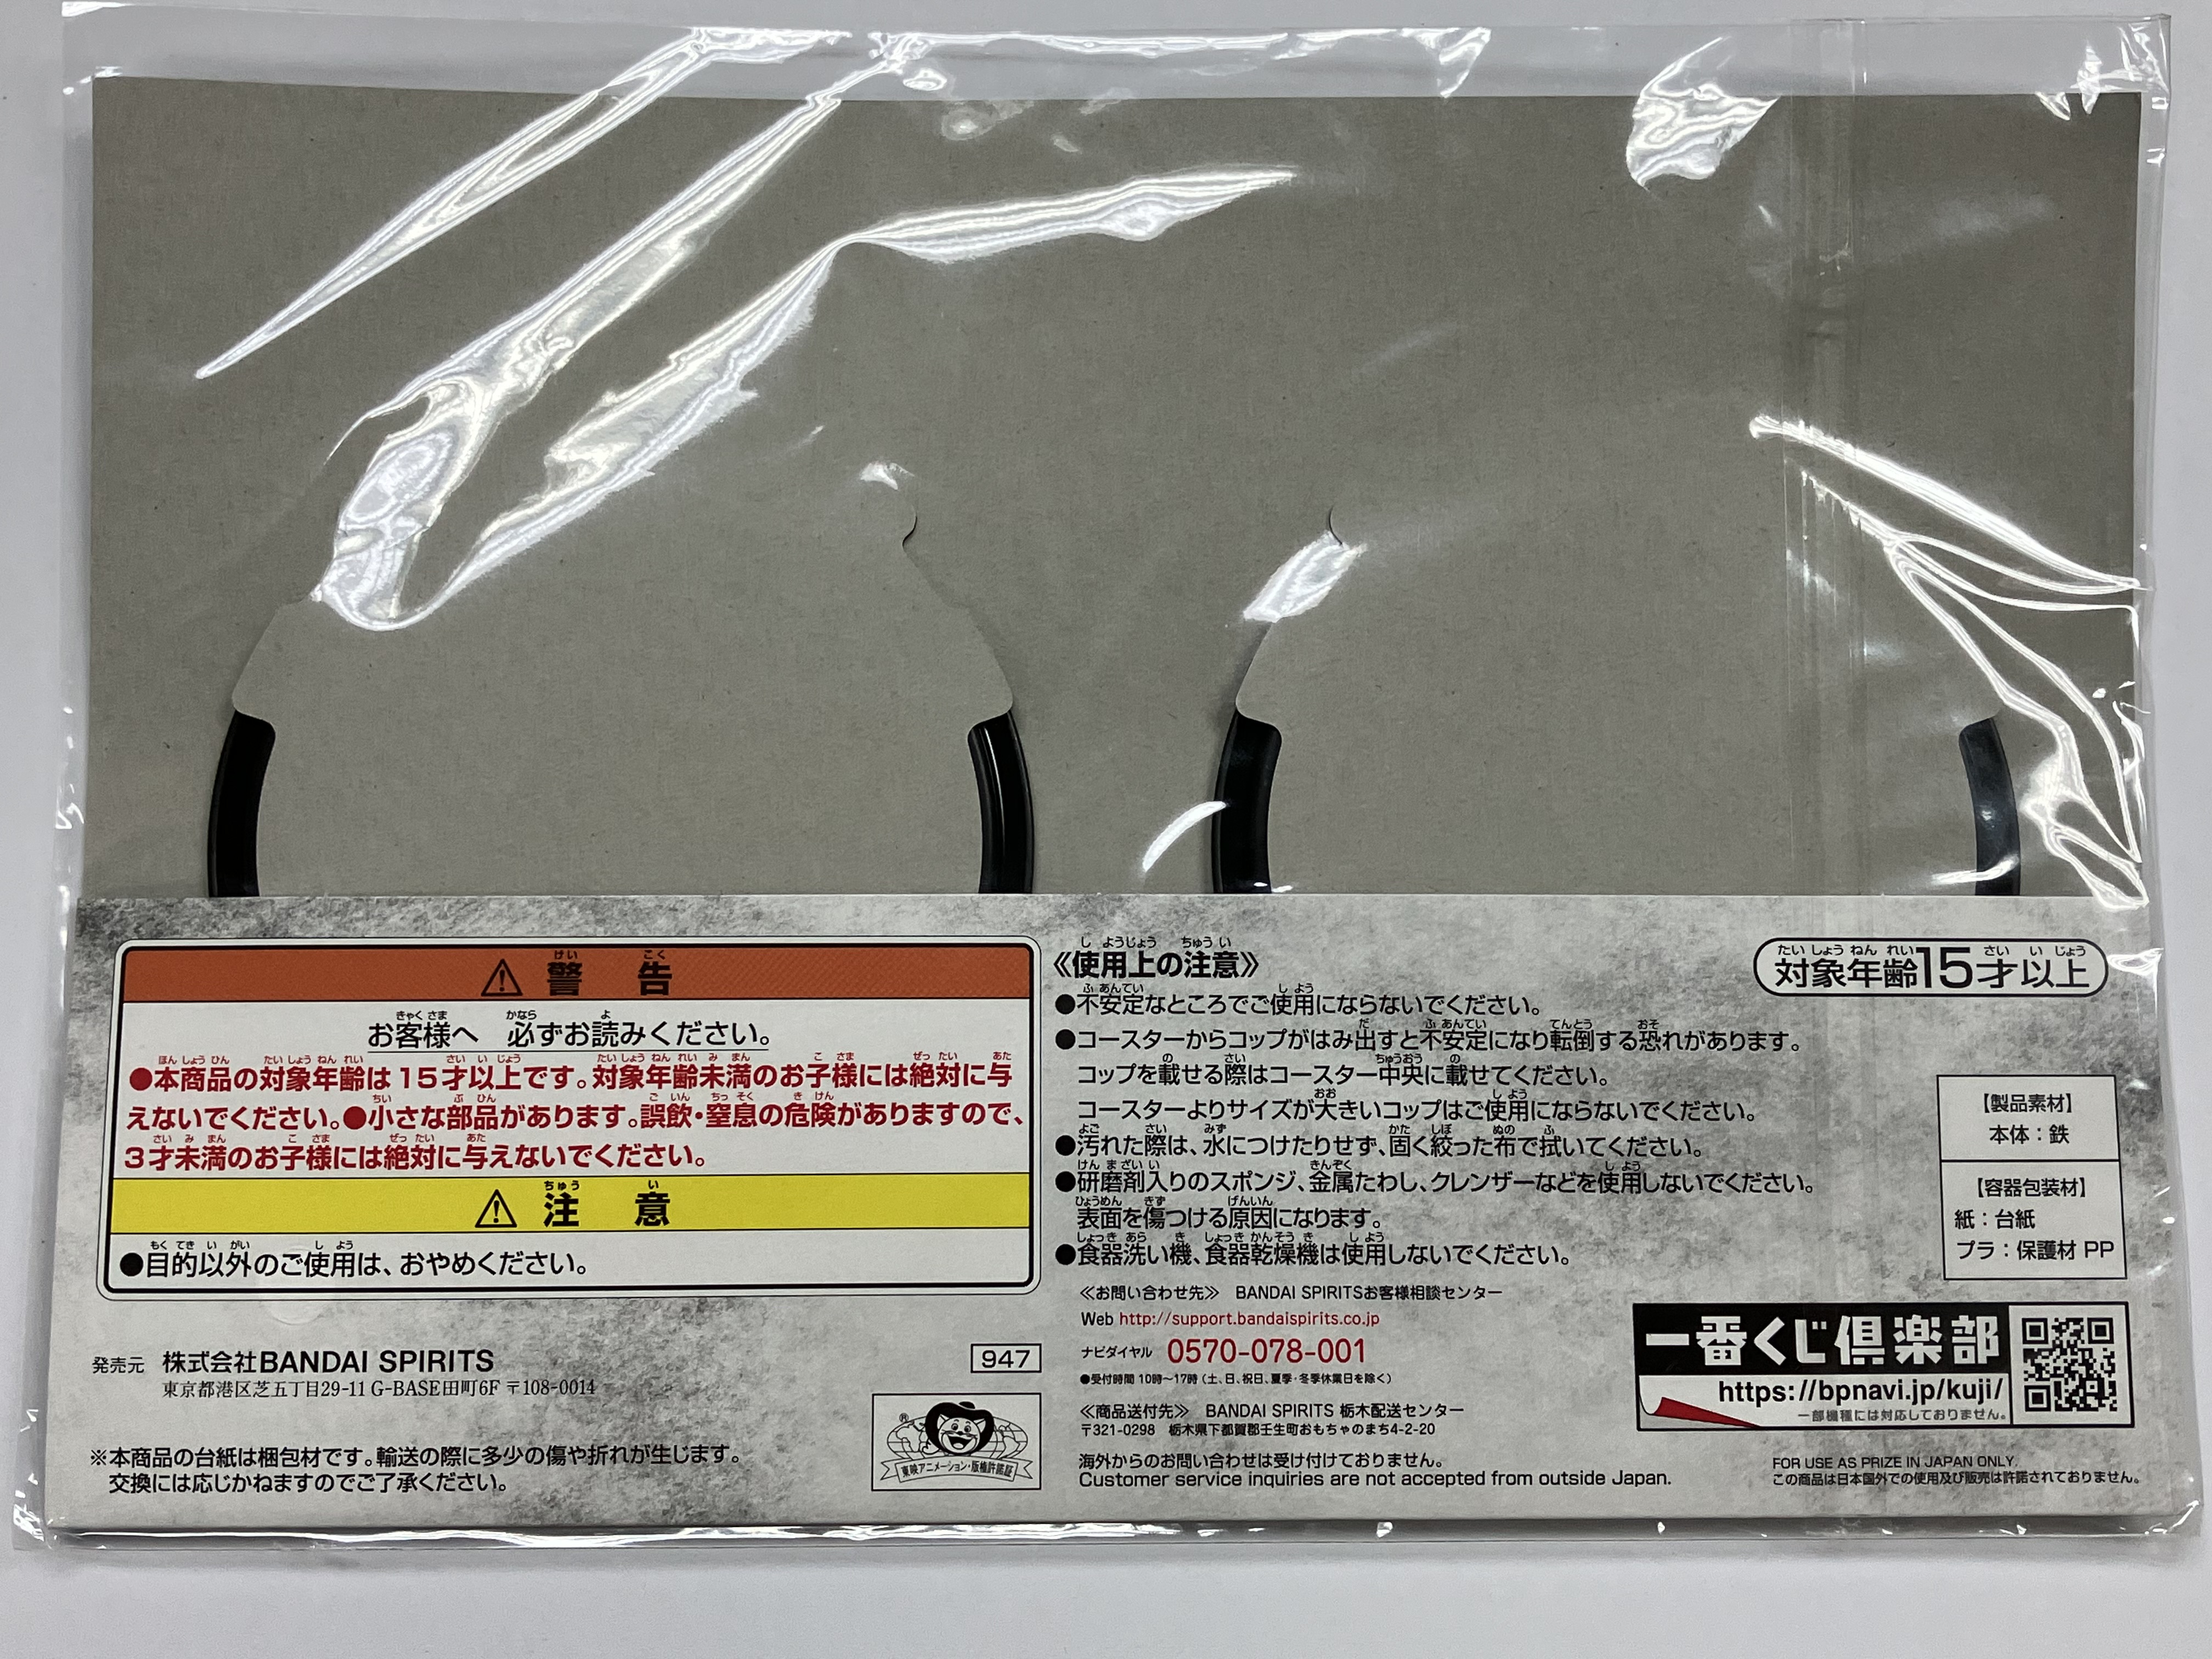 警告
お客様へ 必ずお読みください。
●本商品の対象年齢は15才以上です。対象年齢未満のお子様には絶対に与
えないでください。●小さな部品があります。誤飲・窒息の危険がありますので、
3才未満のお子様には絶対に与えないでください。
注意
●目的以外のご使用は、おやめください。
発売元 株式会社BANDAI SPIRITS
東京都港区芝五丁目29-11 G-BASE田町6F 〒108-0014
947
®
東映アニメーション・版権許諾証
※本商品の台紙は梱包材です。輸送の際に多少の傷や折れが生じます。
交換には応じかねますのでご了承ください。
《使用上の注意》
●不安定なところでご使用にならないでください。
●コースターからコップがはみ出すと不安定になり転倒する恐れがあります。
コップを載せる際はコースター中央に載せてください。
コースターよりサイズが大きいコップはご使用にならないでください。
●汚れた際は、水につけたりせず、固く絞った布で拭いてください。
●研磨剤入りのスポンジ、金属たわし、クレンザーなどを使用しないでください。
表面を傷つける原因になります。
●食器洗い機、食器乾燥機は使用しないでください。
≪お問い合わせ先≫ BANDAI SPIRITSお客様相談センター
Web http://support.bandaispirits.co.jp
ナビダイヤル 0570-078-001
●受付時間 10時〜17時（土、日、祝日、夏季・冬季休業日を除く）
≪商品送付先≫ BANDAI SPIRITS 栃木配送センター
〒321-0298 栃木県下都賀郡壬生町おもちゃのまち4-2-20
海外からのお問い合わせは受け付けておりません。
Customer service inquiries are not accepted from outside Japan.
対象年齢15才以上
【製品素材】
本体：鉄
【容器包装材】
紙：台紙
プラ：保護材 PP
一番くじ倶楽部
https://bpnavi.jp/kuji/
一部機種には対応しておりません。
FOR USE AS PRIZE IN JAPAN ONLY.
この商品は日本国外での使用及び販売は許諾されておりません。